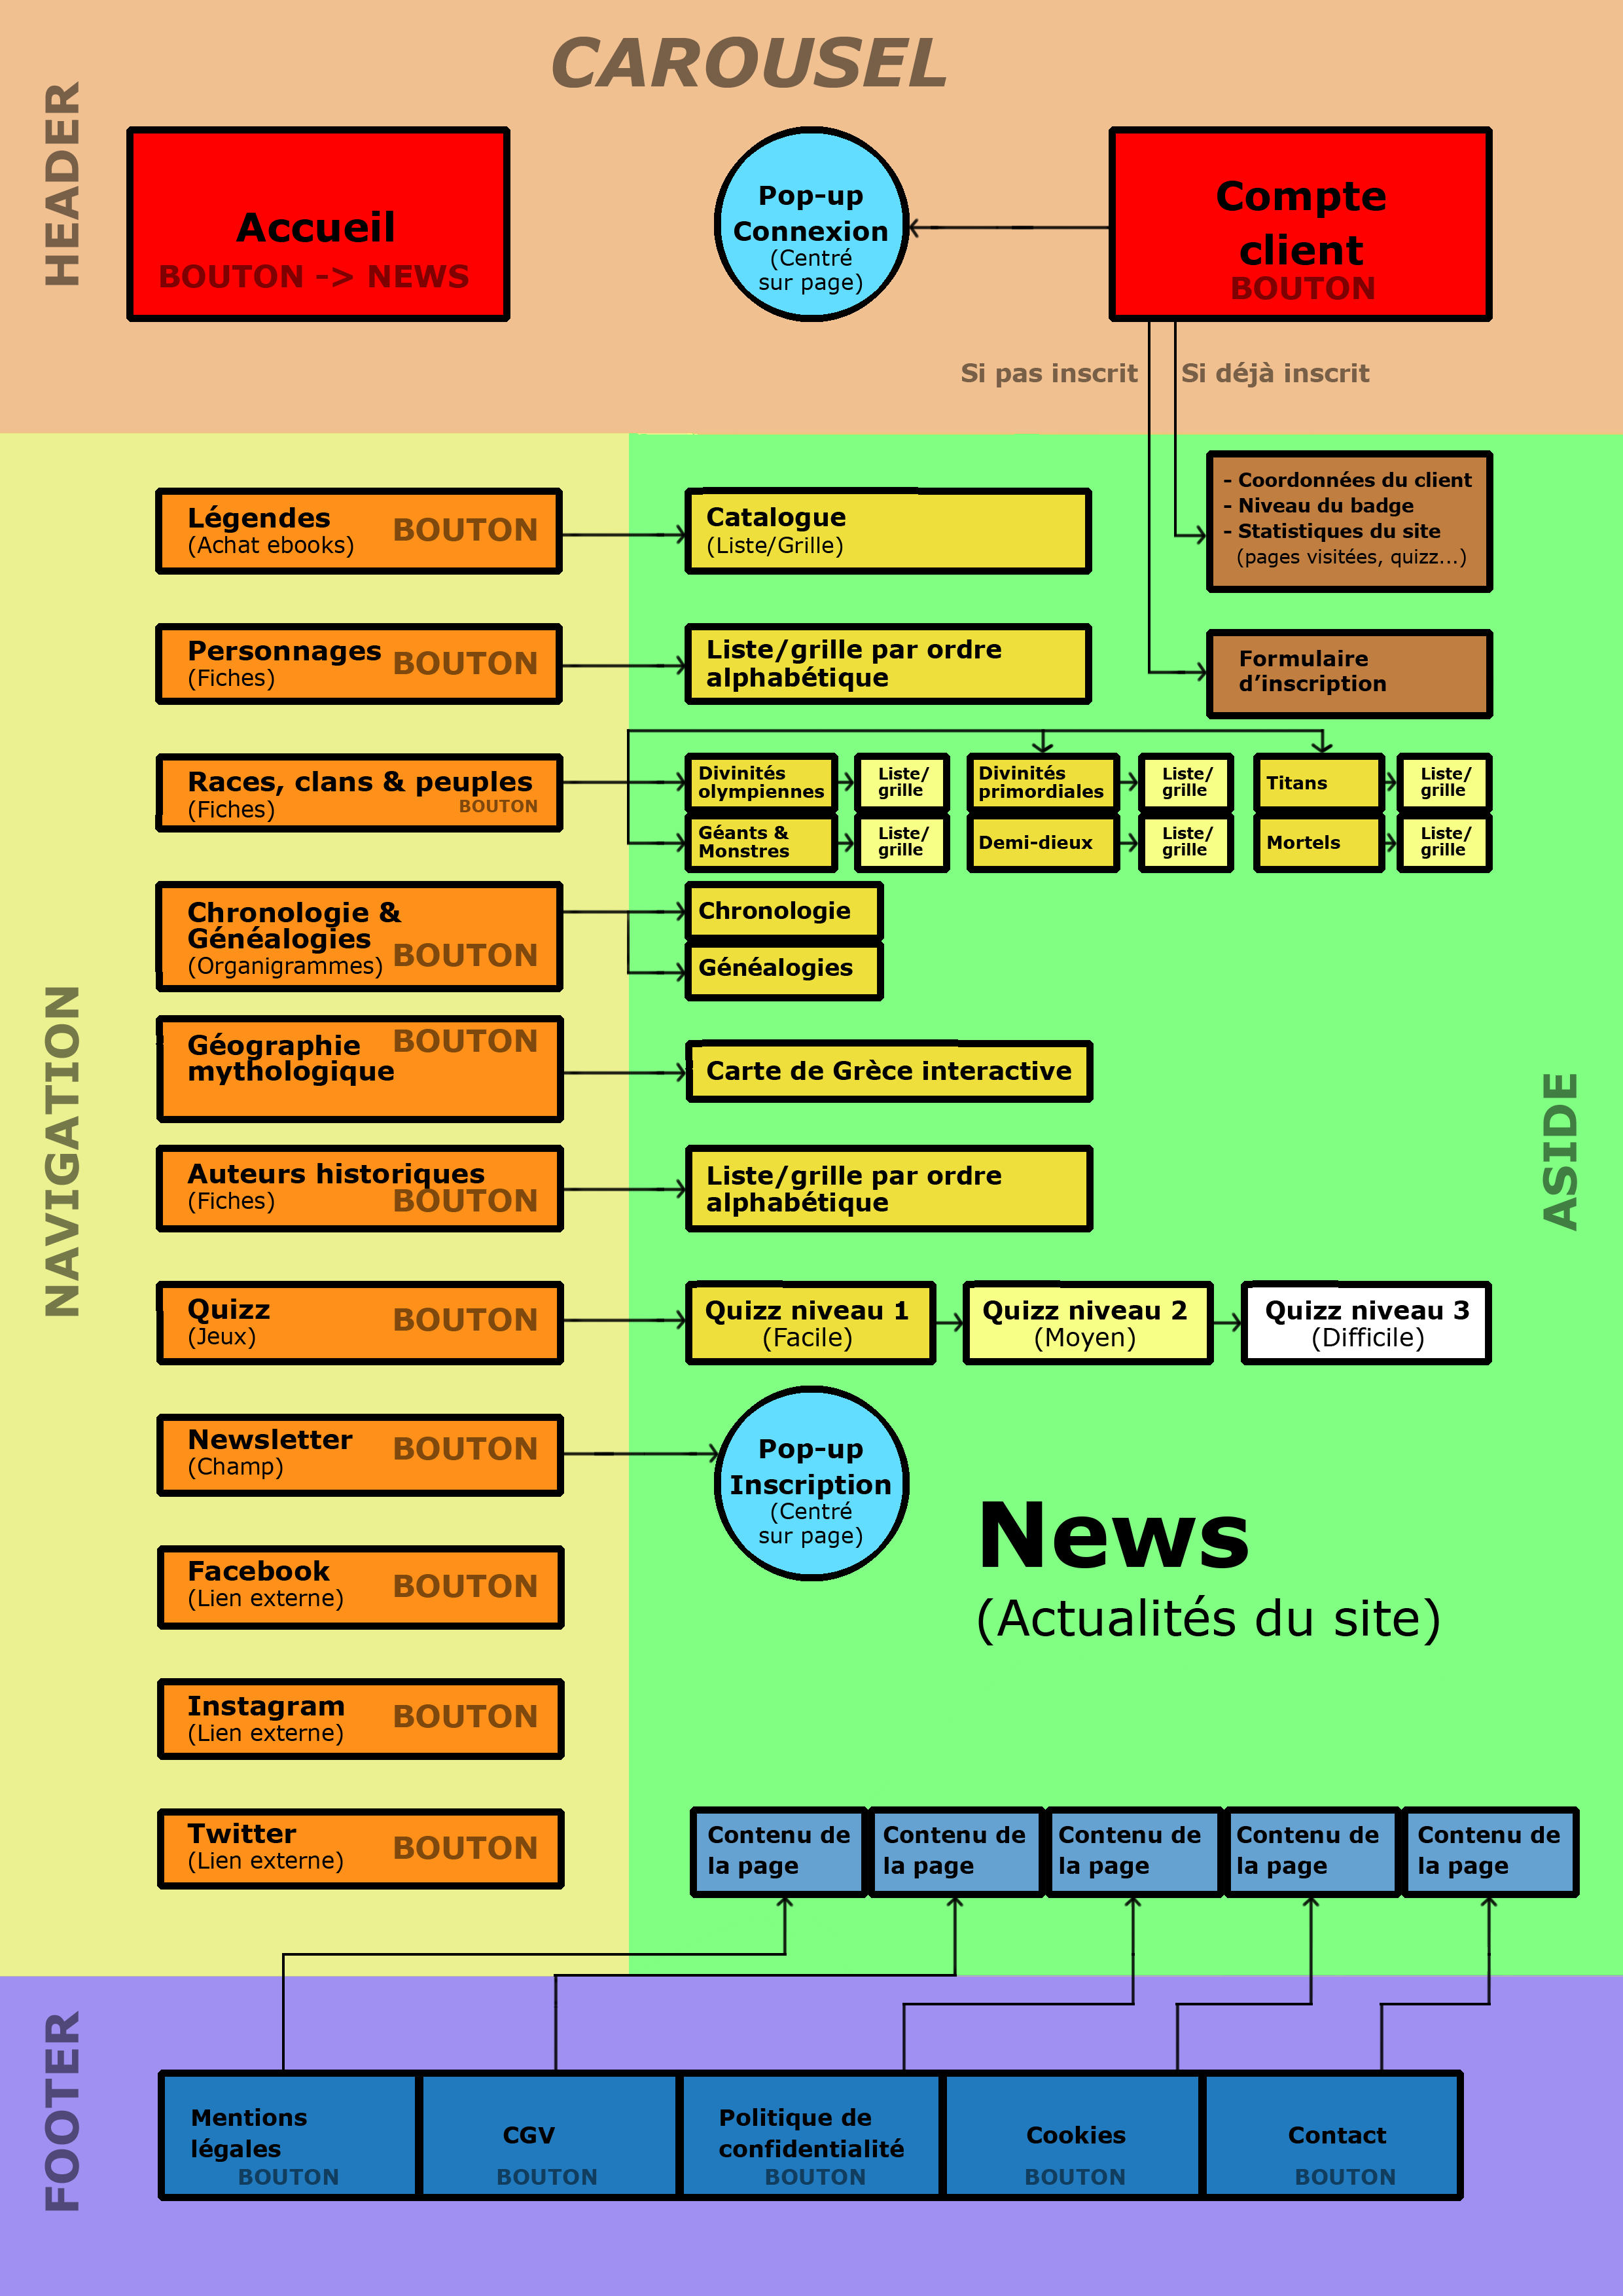 CAROUSEL
HEADER
Accueil
BOUTON -> NEWS
Pop-up
Connexion
(Centré
sur page)
Compte
client
BOUTON
Si pas inscrit
Si déjà inscrit
NAVIGATION
Légendes
(Achat ebooks)
BOUTON
Catalogue
(Liste/Grille)
- Coordonnées du client
- Niveau du badge
- Statistiques du site
(pages visitées, quizz...)
Personnages
(Fiches)
BOUTON
Liste/grille par ordre
alphabétique
Formulaire
d'inscription
Races, clans & peuples
(Fiches)
BOUTON
Divinités
olympiennes
Liste/
grille
Divinités
primordiales
Liste/
grille
Titans
Liste/
grille
Géants &
Monstres
Liste/
grille
Demi-dieux
Liste/
grille
Mortels
Liste/
grille
Chronologie &
Généalogies
(Organigrammes)
BOUTON
Chronologie
Généalogies
Géographie
mythologique
BOUTON
Carte de Grèce interactive
ASIDE
Auteurs historiques
(Fiches)
BOUTON
Liste/grille par ordre
alphabétique
Quizz
(Jeux)
BOUTON
Quizz niveau 1
(Facile)
Quizz niveau 2
(Moyen)
Quizz niveau 3
(Difficile)
Newsletter
(Champ)
BOUTON
Pop-up
Inscription
(Centré
sur page)
News
(Actualités du site)
Facebook
(Lien externe)
BOUTON
Instagram
(Lien externe)
BOUTON
Twitter
(Lien externe)
BOUTON
Contenu de
la page
Contenu de
la page
Contenu de
la page
Contenu de
la page
Contenu de
la page
FOOTER
Mentions
légales
BOUTON
CGV
BOUTON
Politique de
confidentialité
BOUTON
Cookies
BOUTON
Contact
BOUTON